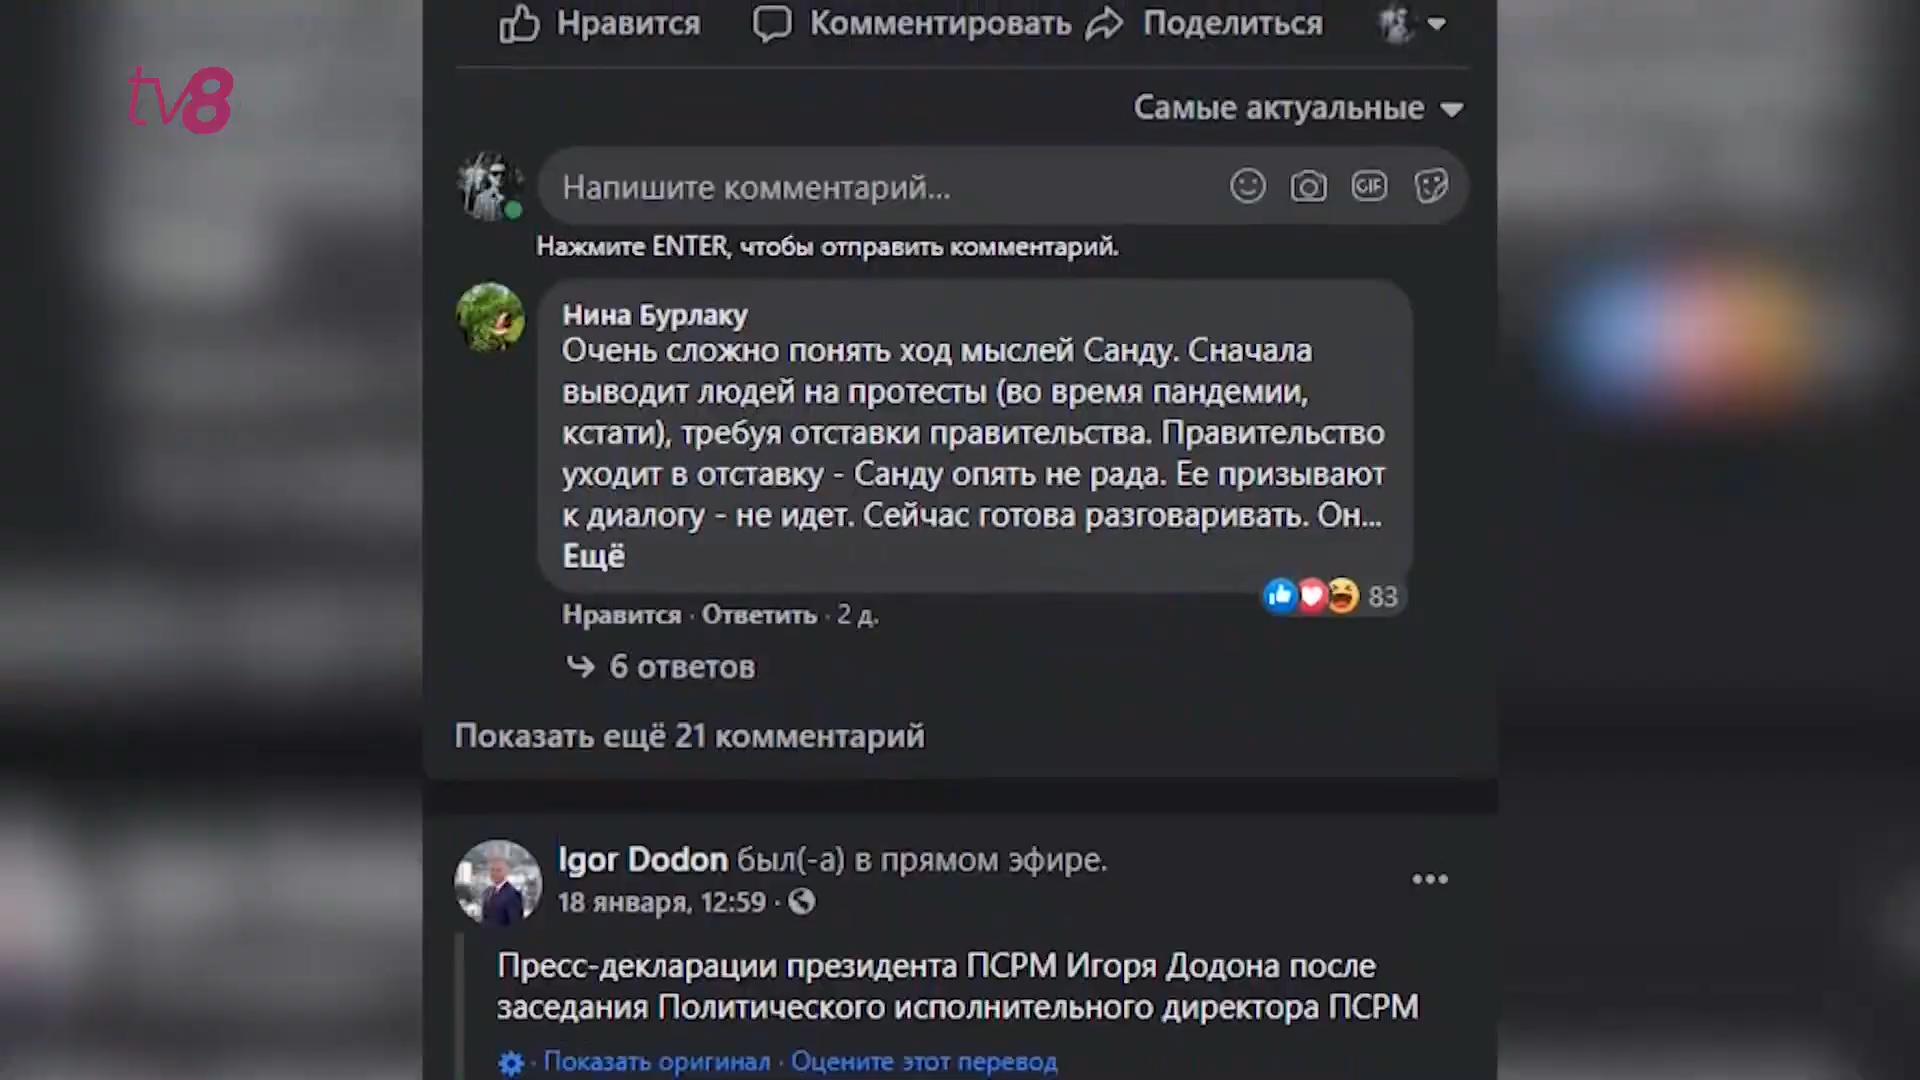 Нравится Комментировать Поделиться
tv8
Самые актуальные
Напишите комментарий...
GIF
Нажмите ENTER, чтобы отправить комментарий.
Нина Бурлаку
Очень сложно понять ход мыслей Санду. Сначала
выводит людей на протесты (во время пандемии,
кстати), требуя отставки правительства. Правительство
уходит в отставку - Санду опять не рада. Ее призывают
к диалогу - не идет. Сейчас готова разговаривать. Он...
Ещё
83
Нравится · Ответить · 2 д.
6 ответов
Показать ещё 21 комментарий
Igor Dodon был(-а) в прямом эфире.
18 января, 12:59 ·
Пресс-декларации президента ПСРМ Игоря Додона после
заседания Политического исполнительного директора ПСРМ
· Показать оригинал · Оцените этот перевод